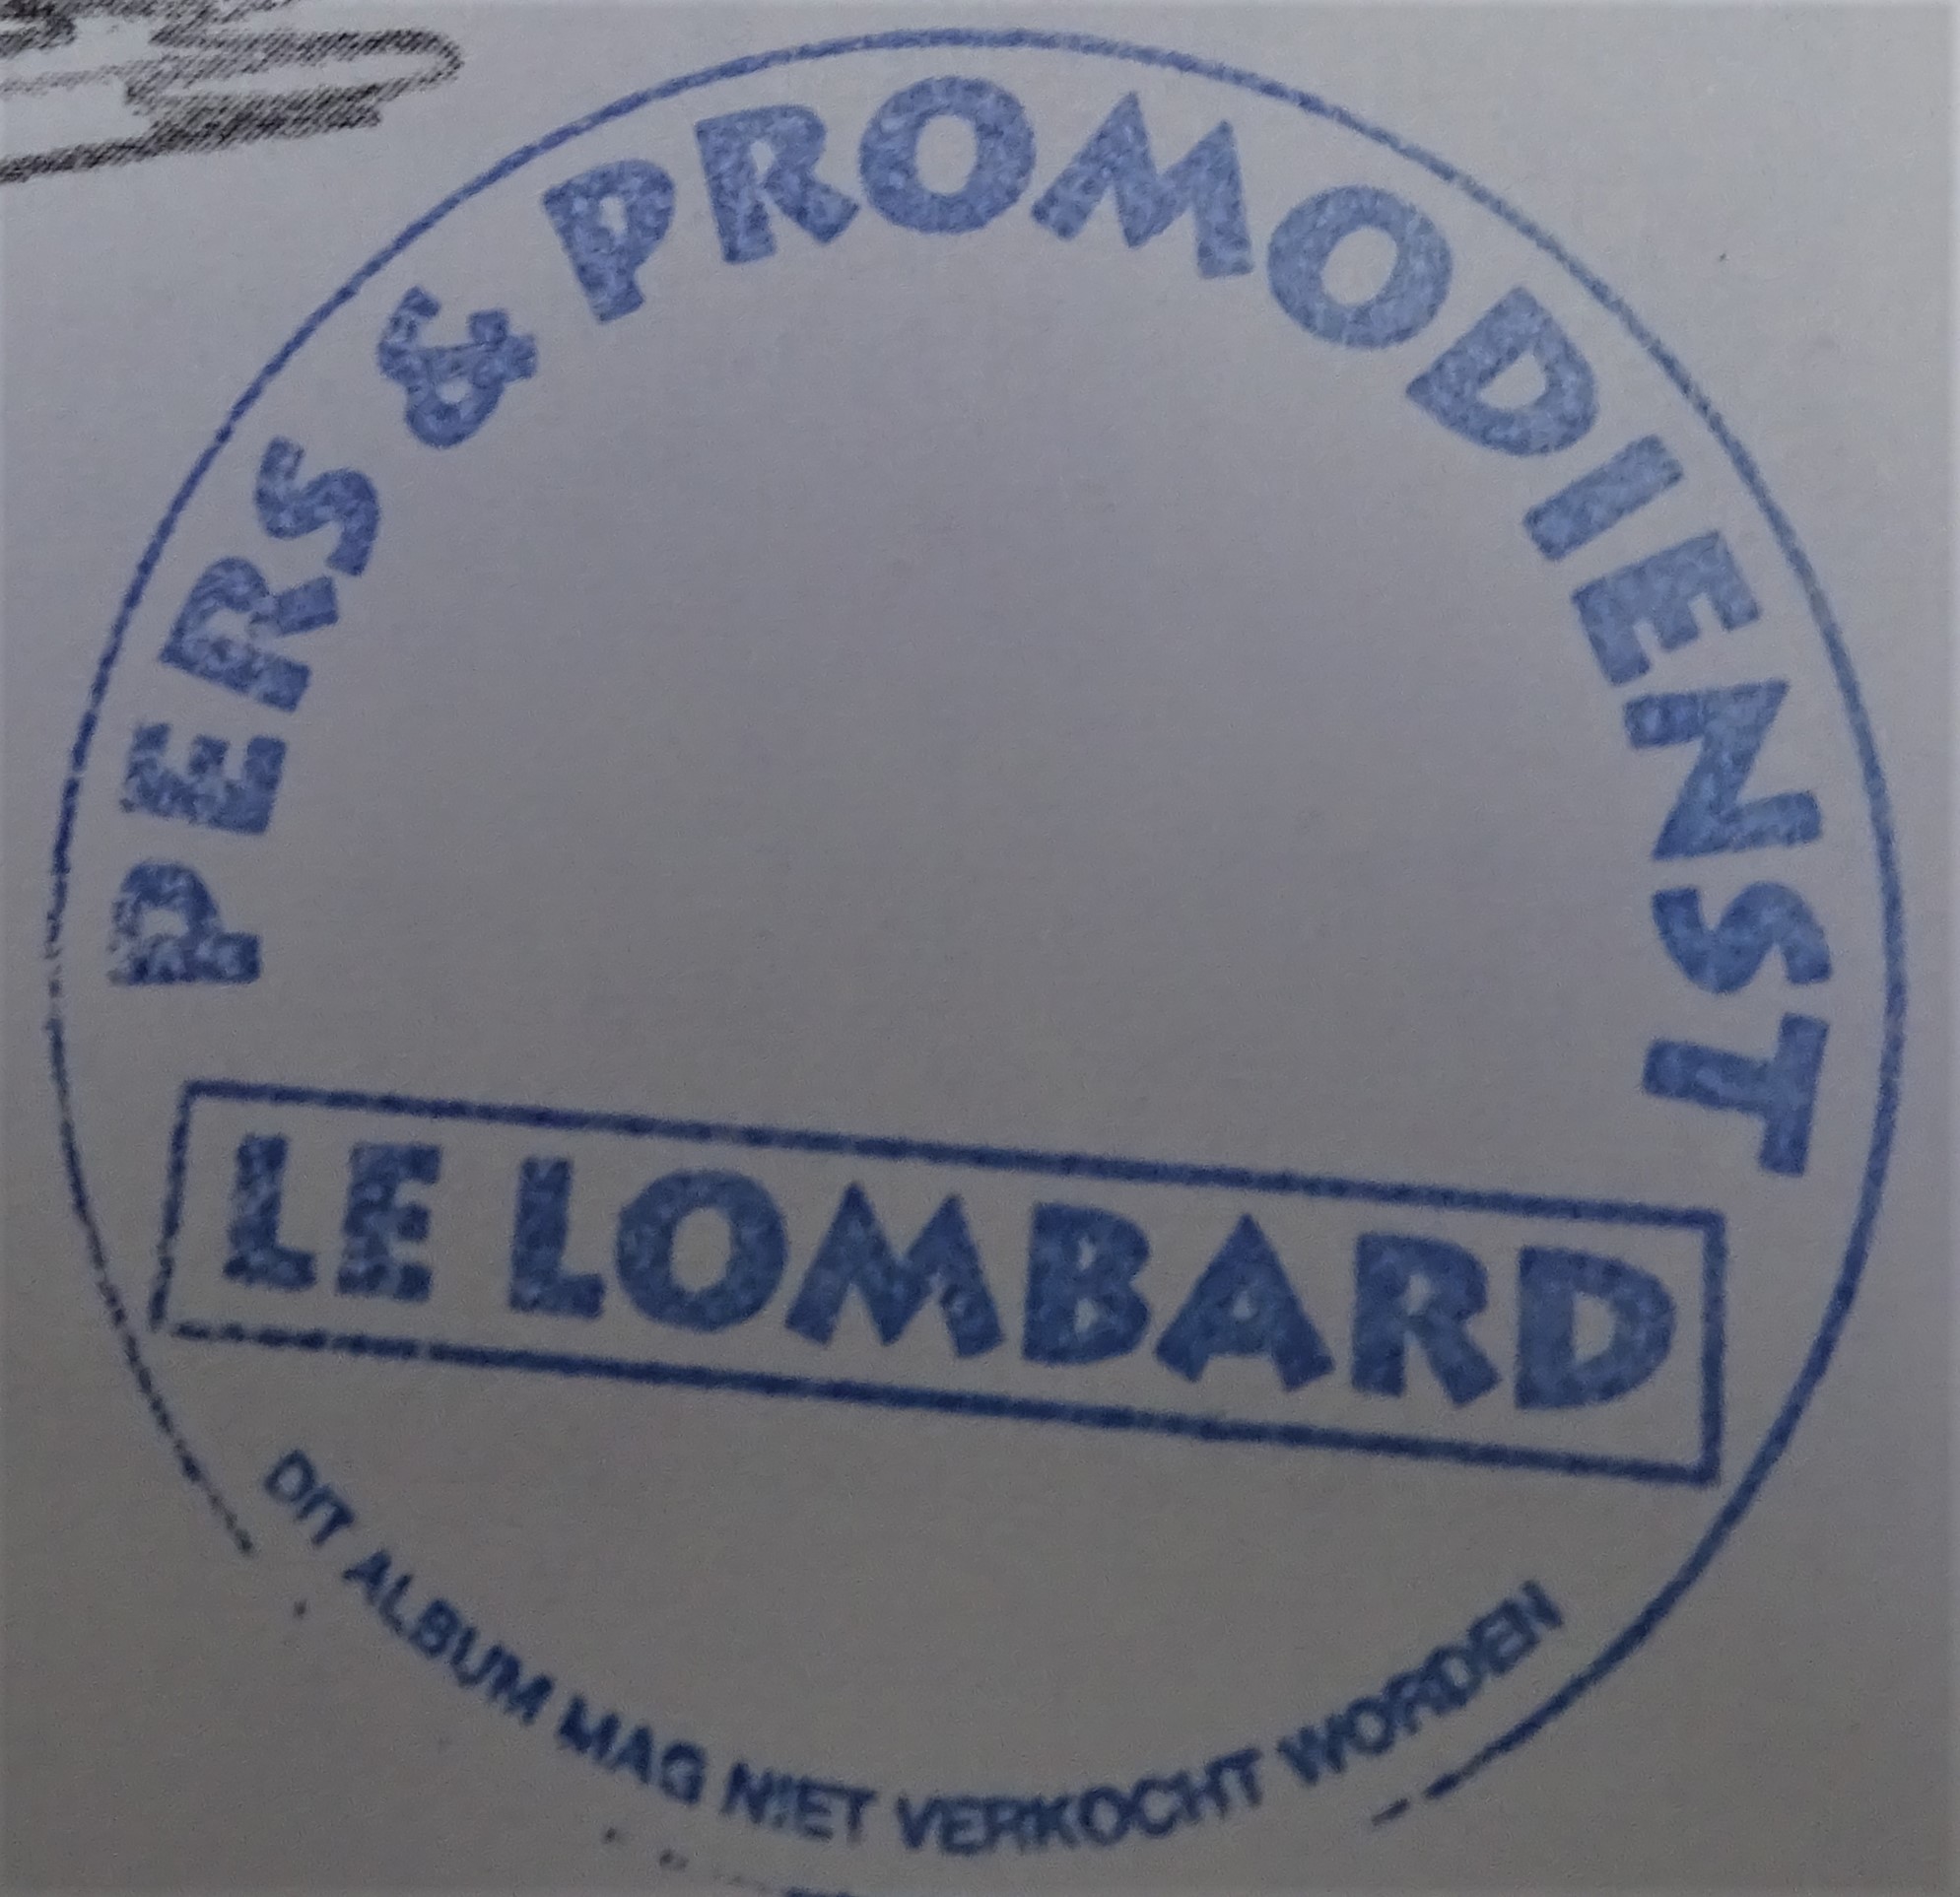 PERS & PROMODIENST
LE LOMBARD
DIT ALBUM MAG NIET VERKOCHT WORDEN